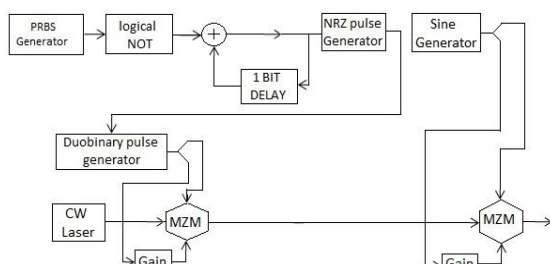 PRBS
Generator
logical
NOT
+
NRZ pulse
Generator
Sine
Generator
1 BIT
DELAY
Duobinary pulse
generator
CW
Laser
MZM
MZM
Gain
Gain